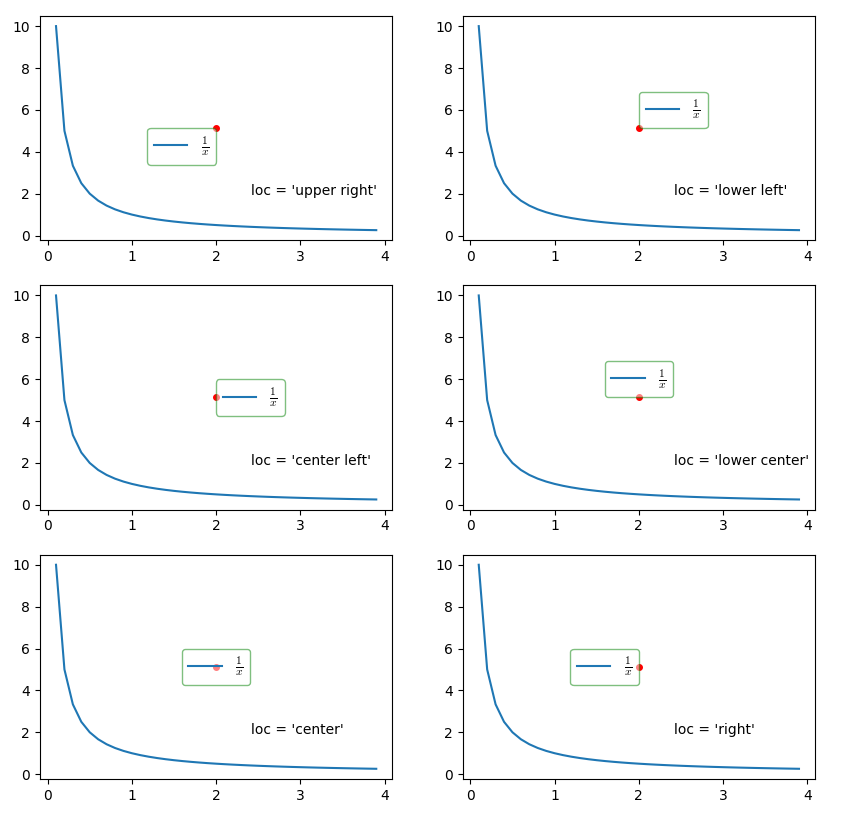 10
8
6
4
2
0
1/x
loc = 'upper right'
0 1 2 3 4
10
8
6
4
2
0
1/x
loc = 'lower left'
0 1 2 3 4
10
8
6
4
2
0
1/x
loc = 'center left'
0 1 2 3 4
10
8
6
4
2
0
1/x
loc = 'lower center'
0 1 2 3 4
10
8
6
4
2
0
1/x
loc = 'center'
0 1 2 3 4
10
8
6
4
2
0
1/x
loc = 'right'
0 1 2 3 4